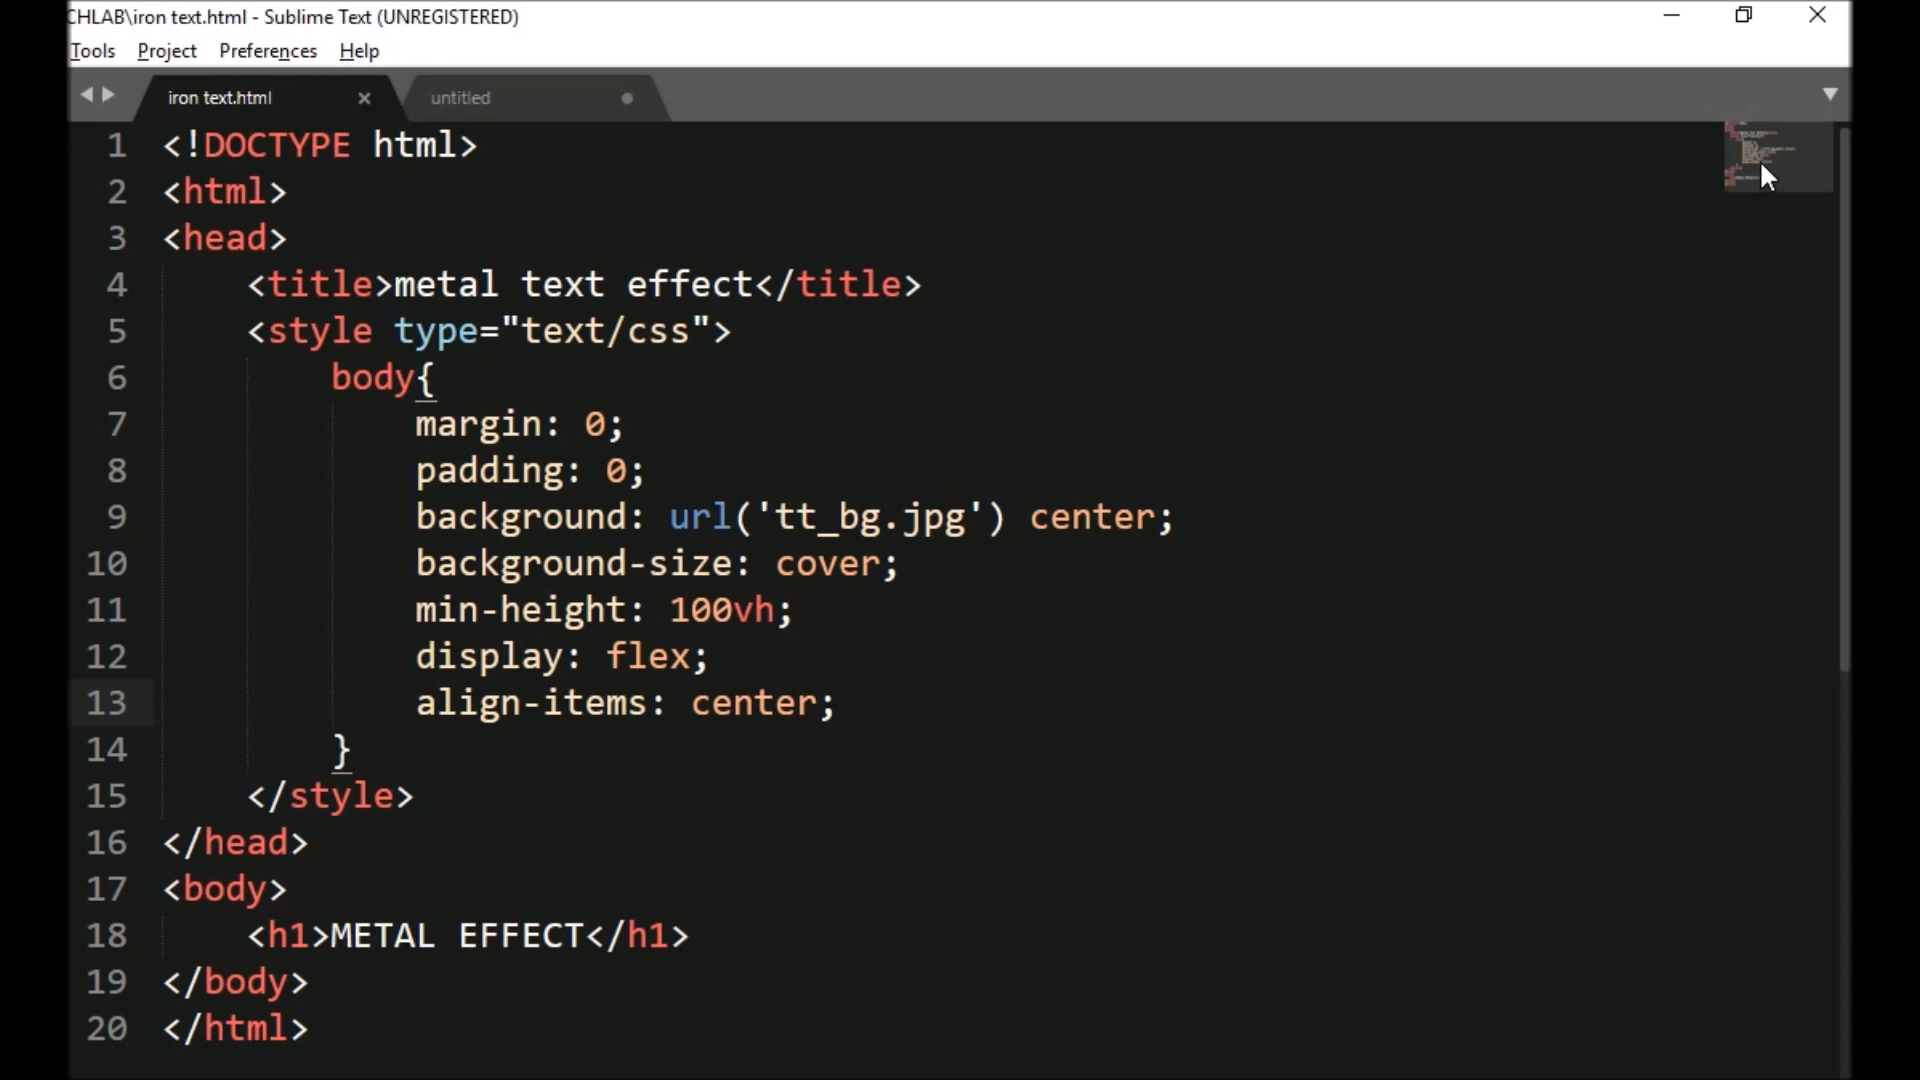 CHLAB\iron text.html - Sublime Text (UNREGISTERED)
Tools Project Preferences Help
iron text.html untitled
1 <!DOCTYPE html>
2 <html>
3 <head>
4     <title>metal text effect</title>
5     <style type="text/css">
6         body{
7             margin: 0;
8             padding: 0;
9             background: url('tt_bg.jpg') center;
10             background-size: cover;
11             min-height: 100vh;
12             display: flex;
13             align-items: center;
14         }
15     </style>
16 </head>
17 <body>
18     <h1>METAL EFFECT</h1>
19 </body>
20 </html>